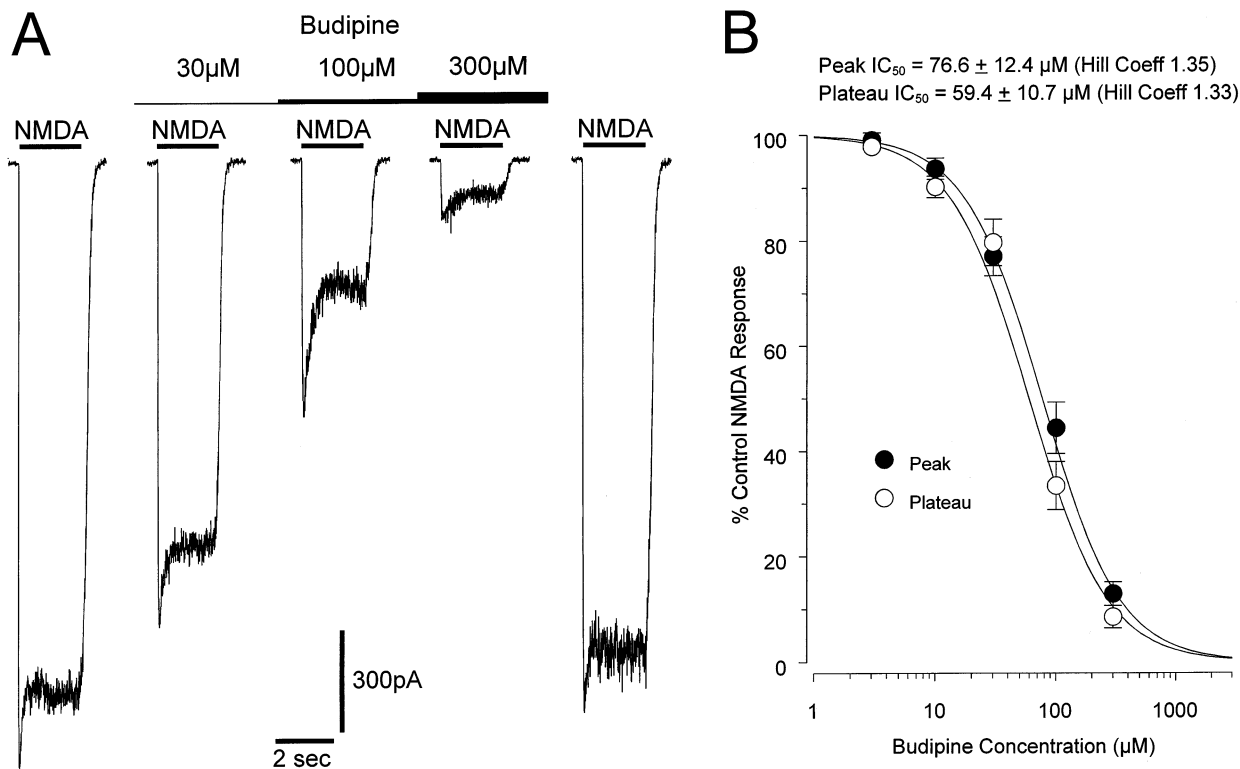 A
Budipine
30µM 100µM 300µM
NMDA NMDA NMDA NMDA NMDA
300pA
2 sec
B
Peak IC50 = 76.6 ± 12.4 µM (Hill Coeff 1.35)
Plateau IC50 = 59.4 ± 10.7 µM (Hill Coeff 1.33)
100
80
60
40
20
0
% Control NMDA Response
Peak
Plateau
1 10 100 1000
Budipine Concentration (µM)